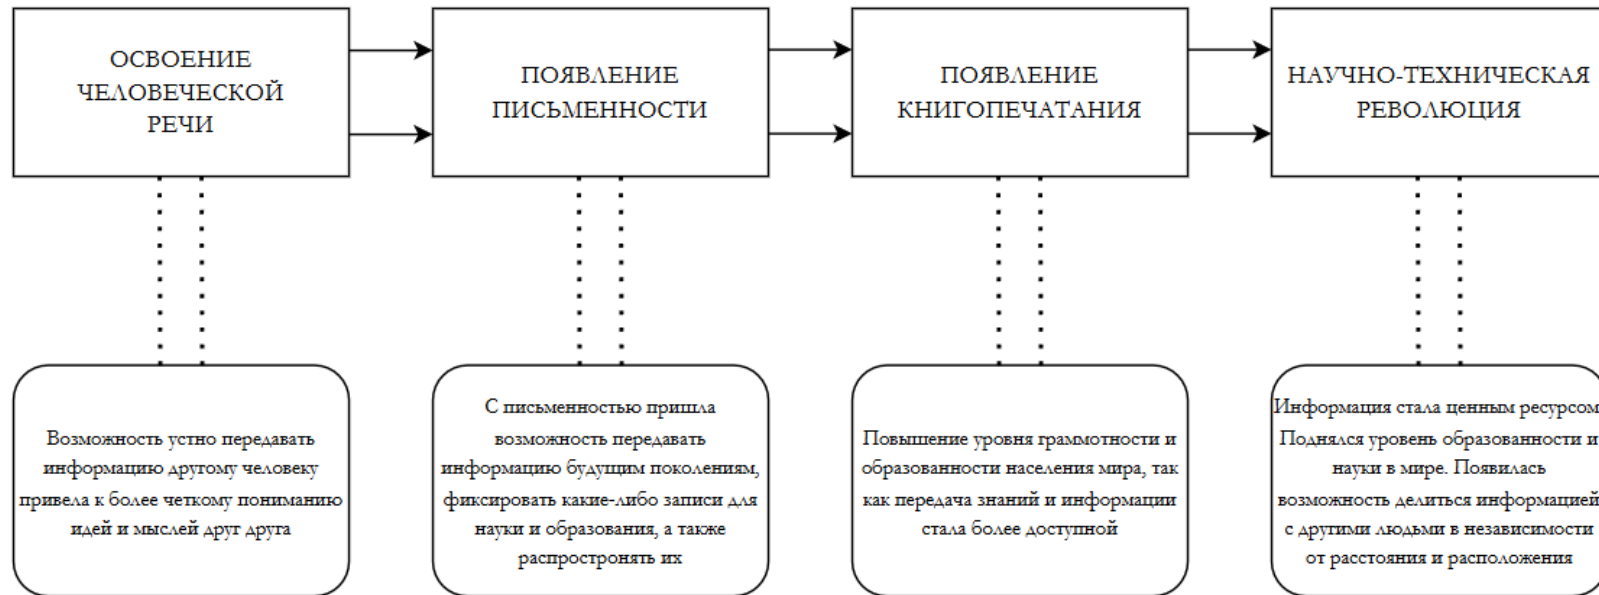 ОСВОЕНИЕ
ЧЕЛОВЕЧЕСКОЙ
РЕЧИ
ПОЯВЛЕНИЕ
ПИСЬМЕННОСТИ
ПОЯВЛЕНИЕ
КНИГОПЕЧАТАНИЯ
НАУЧНО-ТЕХНИЧЕСКАЯ
РЕВОЛЮЦИЯ
Возможность устно передавать
информацию другому человеку
привела к более четкому пониманию
идей и мыслей друг друга
С письменностью пришла
возможность передавать
информацию будущим поколениям,
фиксировать какие-либо записи для
науки и образования, а также
распростронять их
Повышение уровня граммотности и
образованности населения мира, так
как передача знаний и информации
стала более доступной
Информация стала ценным ресурсом
Поднялся уровень образованности и
науки в мире. Появилась
возможность делиться информацией
с другими людьми в независимости
от расстояния и расположения